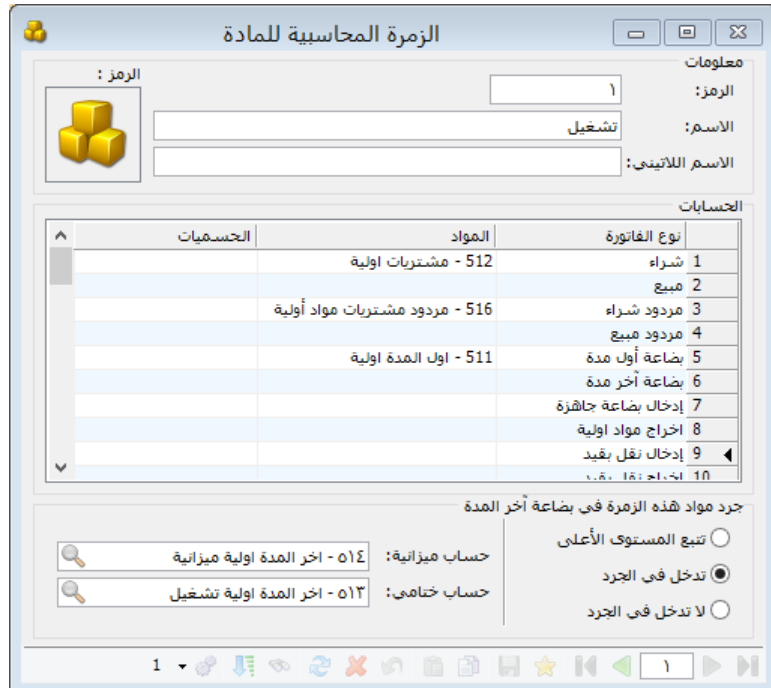 الزمرة المحاسبية للمادة
معلومات
الرمز:
١
الرمز :
الاسم:
تشغيل
الاسم اللاتيني:
الحسابات
نوع الفاتورة المواد الحسميات
1 شراء 512 - مشتريات اولية
2 مبيع
3 مردود شراء 516 - مردود مشتريات مواد أولية
4 مردود مبيع
5 بضاعة أول مدة 511 - اول المدة اولية
6 بضاعة آخر مدة
7 إدخال بضاعة جاهزة
8 اخراج مواد اولية
9 إدخال نقل بقيد
10 اخراج نقل بقيد
جرد مواد هذه الزمرة في بضاعة آخر المدة
تتبع المستوى الأعلى
تدخل في الجرد
لا تدخل في الجرد
حساب ميزانية: ٥١٤ - اخر المدة اولية ميزانية
حساب ختامي: ٥١٣ - اخر المدة اولية تشغيل
١
1